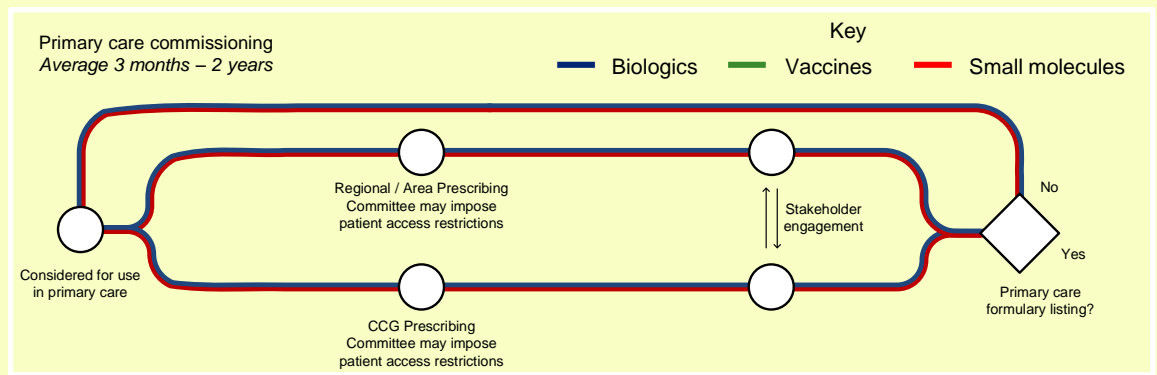 Primary care commissioning
Average 3 months – 2 years
Key
Biologics
Vaccines
Small molecules
Regional / Area Prescribing
Committee may impose
patient access restrictions
Stakeholder
engagement
No
Yes
Considered for use
in primary care
Primary care
formulary listing?
CCG Prescribing
Committee may impose
patient access restrictions